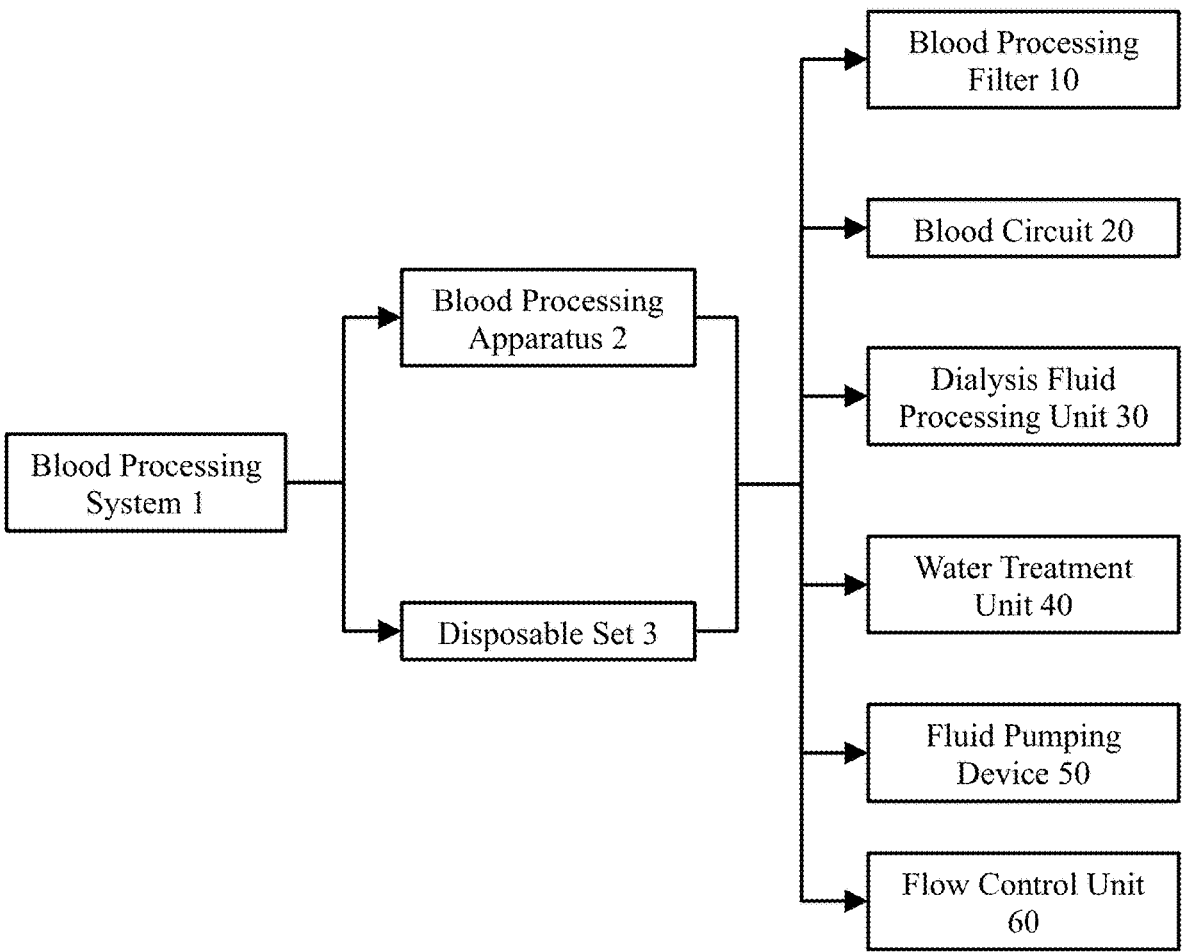 Blood Processing
System 1
Blood Processing
Apparatus 2
Disposable Set 3
Blood Processing
Filter 10
Blood Circuit 20
Dialysis Fluid
Processing Unit 30
Water Treatment
Unit 40
Fluid Pumping
Device 50
Flow Control Unit
60